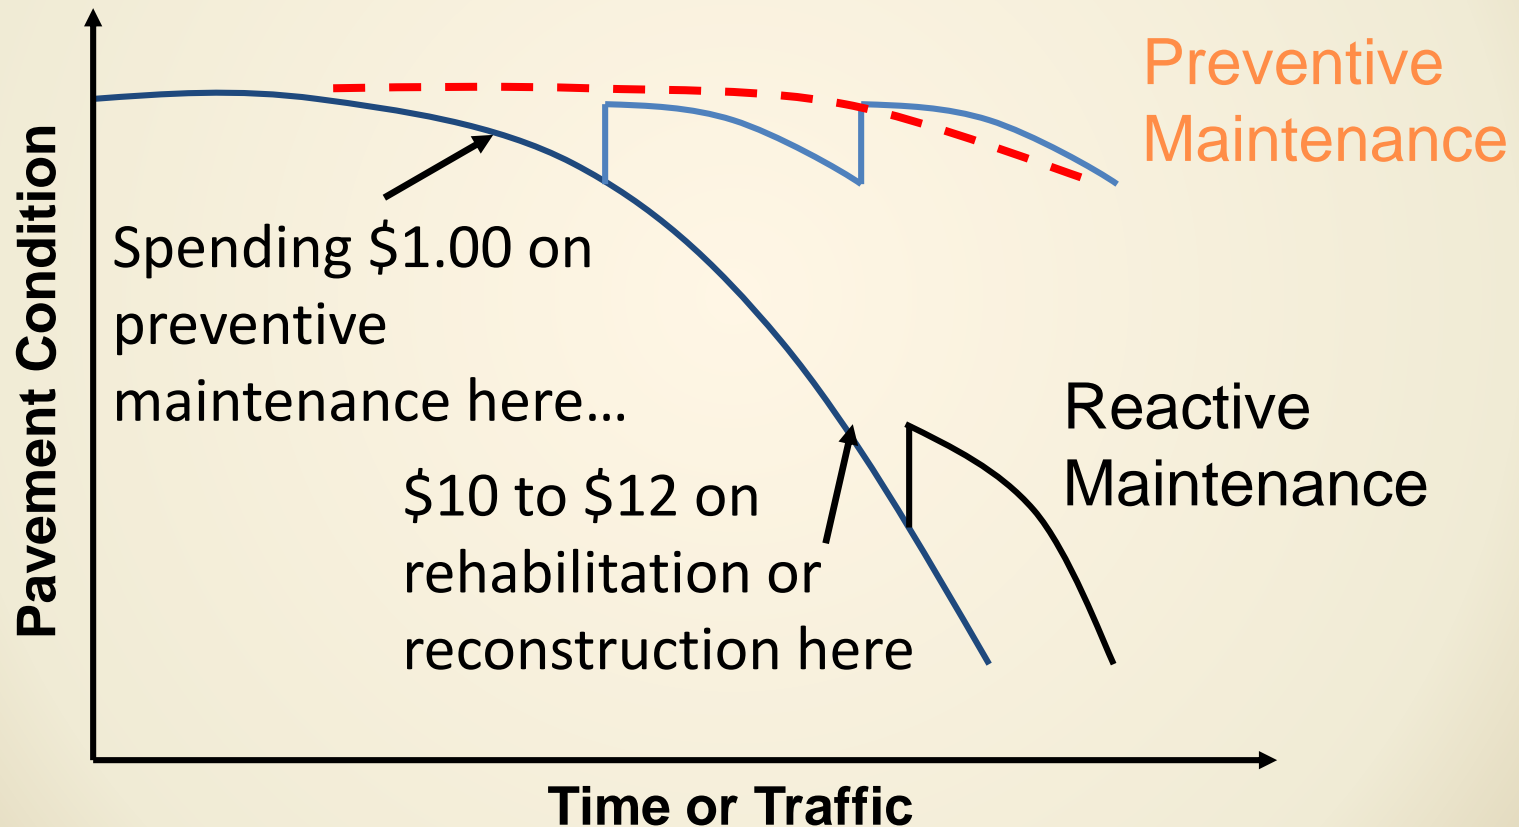 Preventive
Maintenance
Pavement Condition
Spending $1.00 on
preventive
maintenance here…
Reactive
Maintenance
$10 to $12 on
rehabilitation or
reconstruction here
Time or Traffic